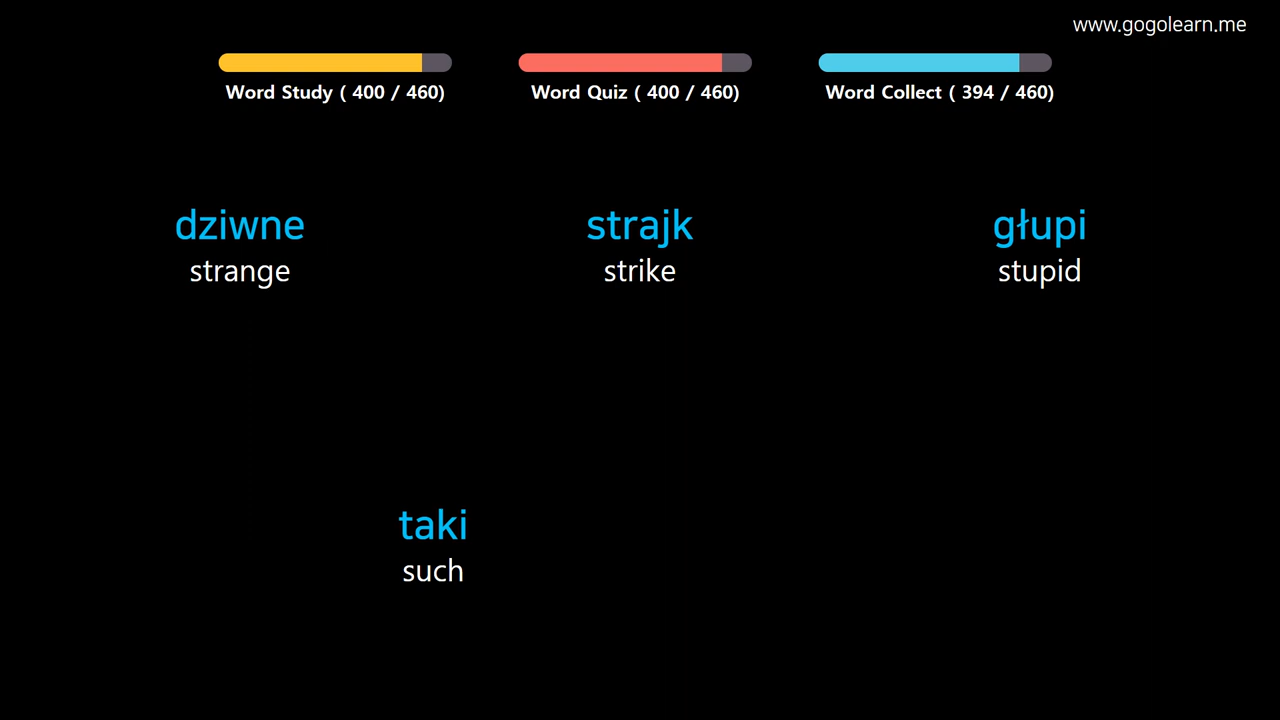 www.gogolearn.me
Word Study ( 400 / 460)
Word Quiz ( 400 / 460)
Word Collect ( 394 / 460)
dziwne
strange
strajk
strike
głupi
stupid
taki
such